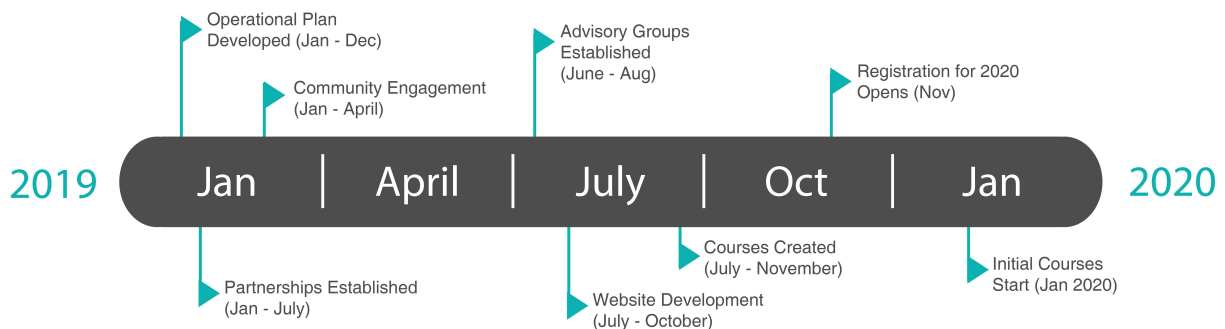 Operational Plan
Developed (Jan - Dec)
Community Engagement
(Jan - April)
Advisory Groups
Established
(June - Aug)
Registration for 2020
Opens (Nov)
2019
Jan
April
July
Oct
Jan
2020
Partnerships Established
(Jan - July)
Website Development
(July - October)
Courses Created
(July - November)
Initial Courses
Start (Jan 2020)